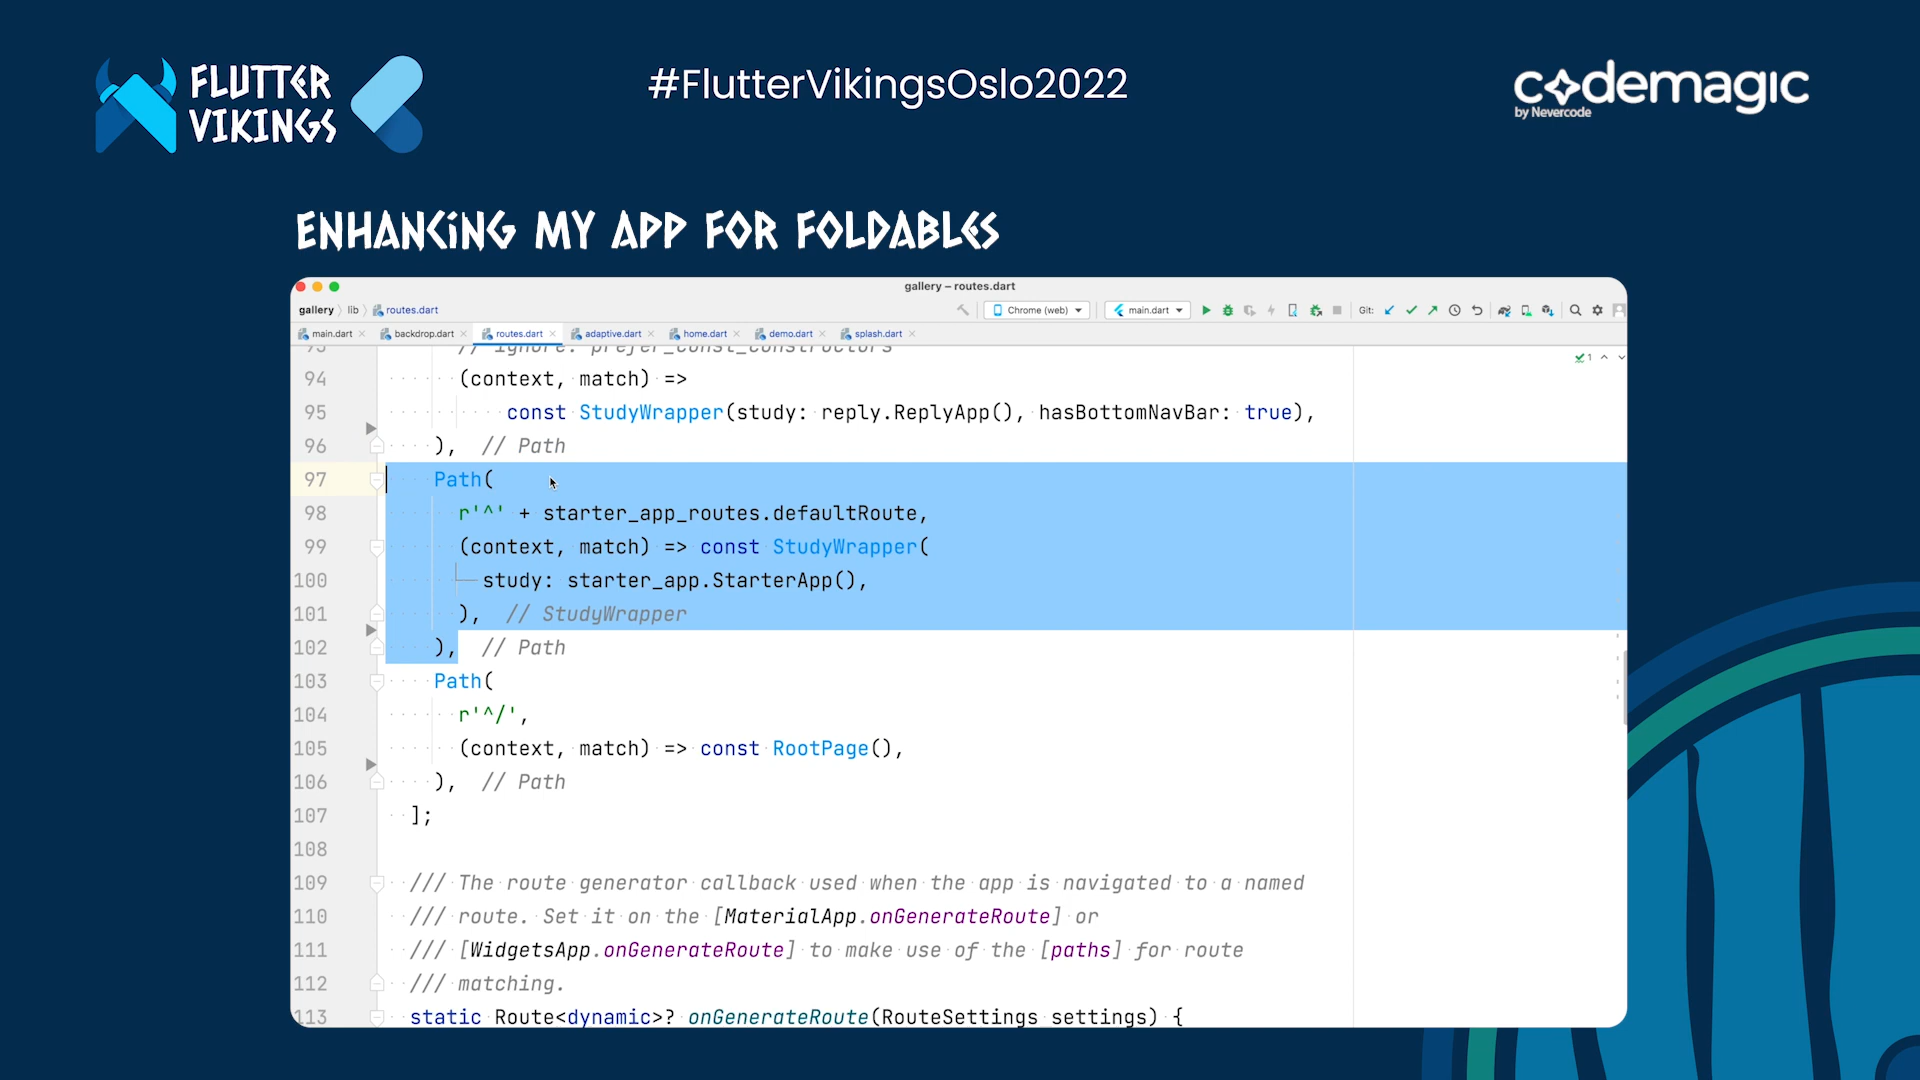 FLUTTER VIKINGS
#FlutterVikingsOslo2022
codemagic
by Nevercode
ENHANCING MY APP FOR FOLDABLES
gallery – routes.dart
gallery lib routes.dart
Chrome (web) main.dart Git:
main.dart backdrop.dart routes.dart adaptive.dart home.dart demo.dart splash.dart
93 // ignore: prefer_const_constructors
1
94 (context, match) =>
95 const StudyWrapper(study: reply.ReplyApp(), hasBottomNavBar: true),
96 ), // Path
97 Path(
98 r'^' + starter_app_routes.defaultRoute,
99 (context, match) => const StudyWrapper(
100 study: starter_app.StarterApp(),
101 ), // StudyWrapper
102 ), // Path
103 Path(
104 r'^/',
105 (context, match) => const RootPage(),
106 ), // Path
107 ];
108
109 /// The route generator callback used when the app is navigated to a named
110 /// route. Set it on the [MaterialApp.onGenerateRoute] or
111 /// [WidgetsApp.onGenerateRoute] to make use of the [paths] for route
112 /// matching.
113 static Route<dynamic>? onGenerateRoute(RouteSettings settings) {